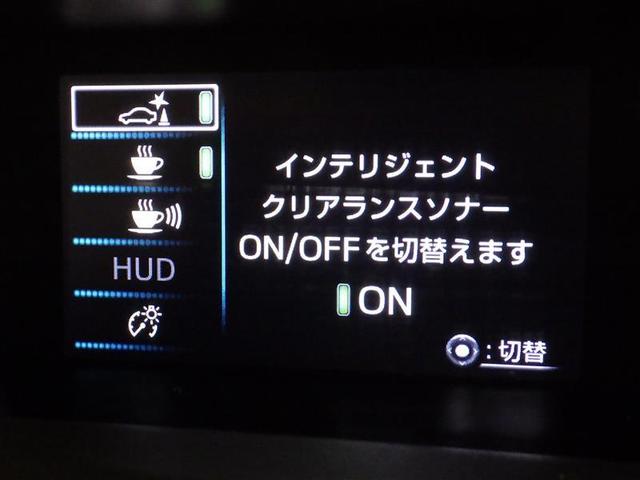 インテリジェント
クリアランスソナー
ON/OFFを切替えます
HUD
ON
:切替